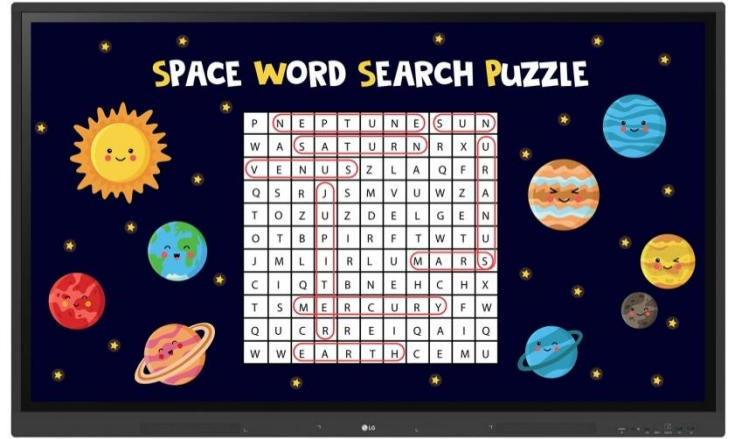 SPACE WORD SEARCH PUZZLE
P N E P T U N E S U N
W A S A T U R N R X U
V E N U S Z L A Q F R
Q S R J S M V U W Z A
T O Z U Z D E L G E N
O T B P I R F T W T U
J M L I R L U M A R S
C I Q T B N E H C H X
T S M E R C U R Y F W
Q U C R R E I Q A I Q
W W E A R T H C E M U
LG